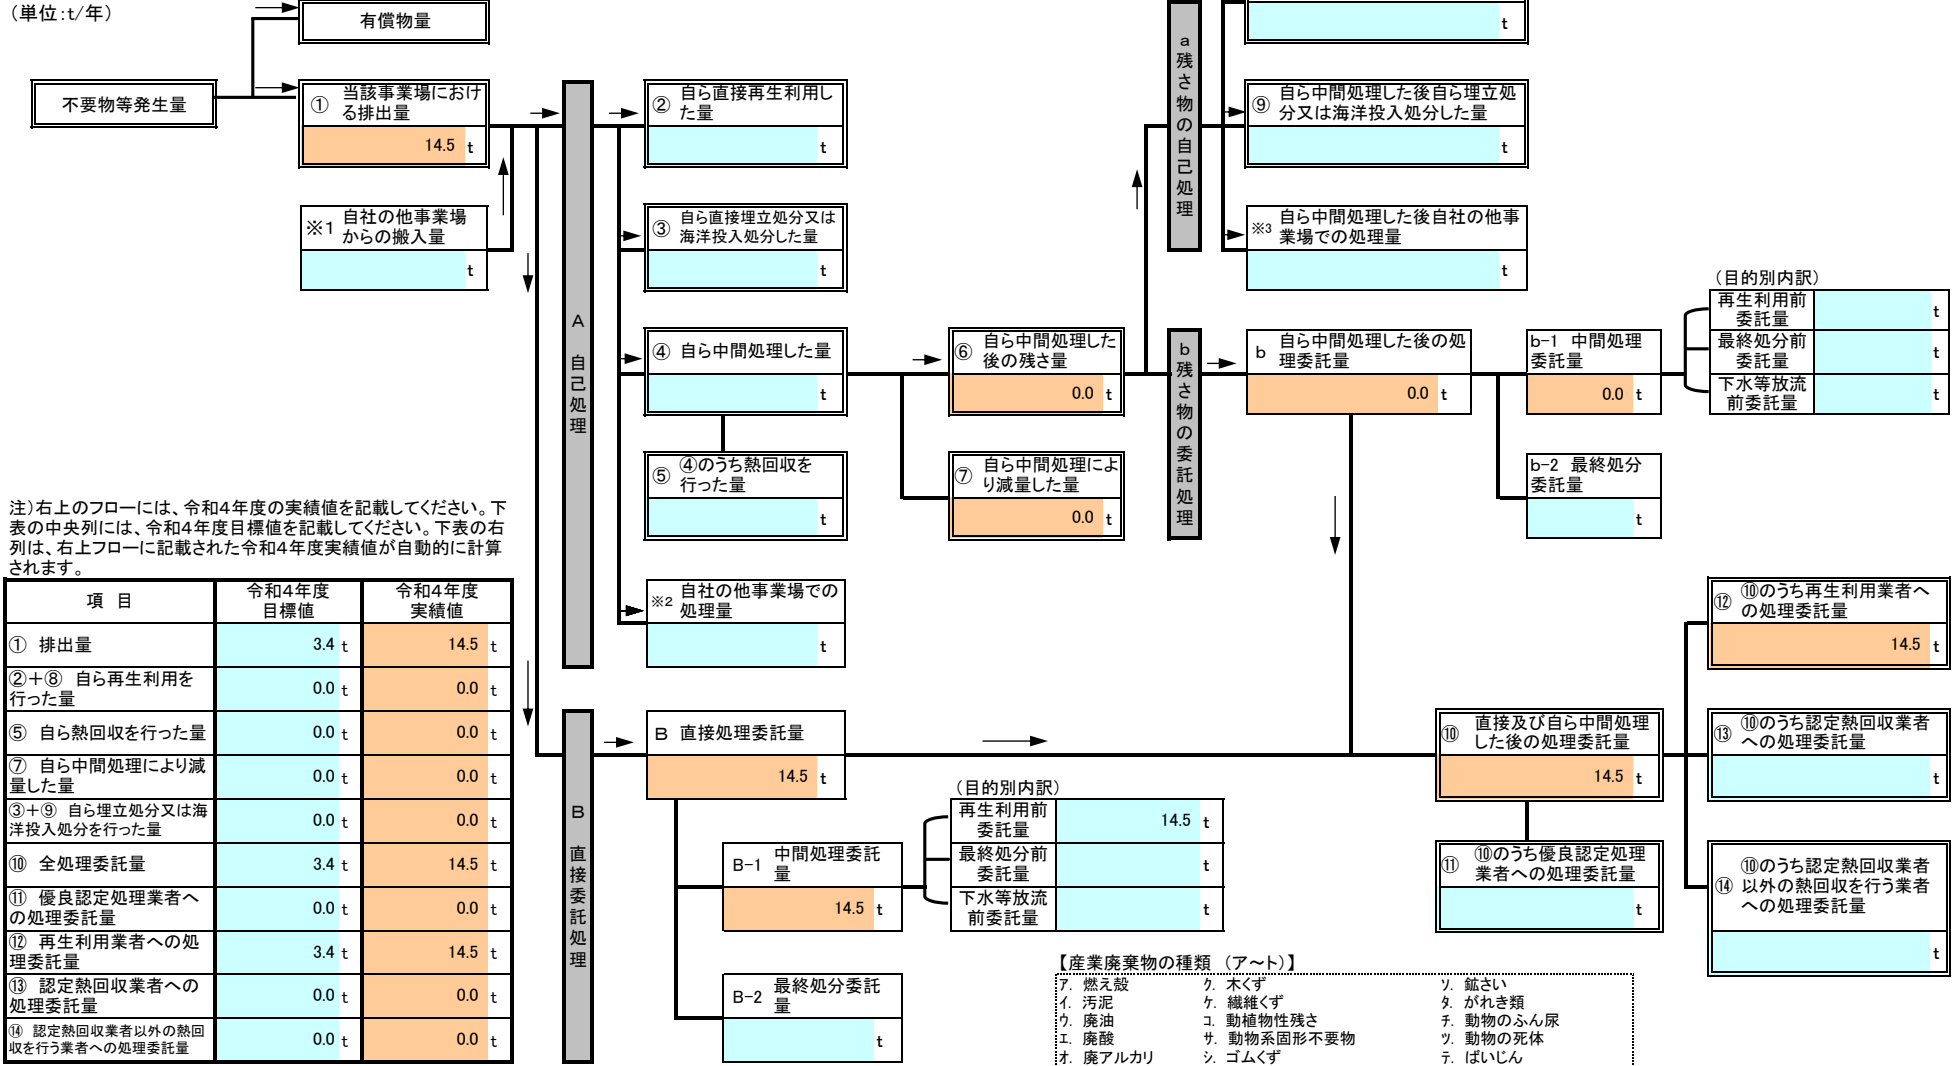 (単位:t/年)
有償物量
不要物等発生量
① 当該事業場におけ
る排出量
14.5 t
※1 自社の他事業場
からの搬入量
t
A 自己処理
② 自ら直接再生利用し
た量
t
③ 自ら直接埋立処分又は
海洋投入処分した量
t
④ 自ら中間処理した量
t
⑤ ④のうち熱回収を
行った量
t
※2 自社の他事業場での
処理量
t
⑥ 自ら中間処理した
後の残さ量
0.0 t
⑦ 自ら中間処理によ
り減量した量
0.0 t
a 残さ物の自己処理
t
⑨ 自ら中間処理した後自ら埋立処
分又は海洋投入処分した量
t
※3 自ら中間処理した後自社の他事
業場での処理量
t
b 残さ物の委託処理
b 自ら中間処理した後の処
理委託量
0.0 t
b-1 中間処理
委託量
0.0 t
b-2 最終処分
委託量
t
(目的別内訳)
再生利用前
委託量 t
最終処分前
委託量 t
下水等放流
前委託量 t
注)右上のフローには、令和4年度の実績値を記載してください。下
表の中央列には、令和4年度目標値を記載してください。下表の右
列は、右上フローに記載された令和4年度実績値が自動的に計算
されます。
項 目 令和4年度
目標値 令和4年度
実績値
① 排出量 3.4 t 14.5 t
②+⑧ 自ら再生利用を
行った量 0.0 t 0.0 t
⑤ 自ら熱回収を行った量 0.0 t 0.0 t
⑦ 自ら中間処理により減
量した量 0.0 t 0.0 t
③+⑨ 自ら埋立処分又は海
洋投入処分を行った量 0.0 t 0.0 t
⑩ 全処理委託量 3.4 t 14.5 t
⑪ 優良認定処理業者へ
の処理委託量 0.0 t 0.0 t
⑫ 再生利用業者への処
理委託量 3.4 t 14.5 t
⑬ 認定熱回収業者への
処理委託量 0.0 t 0.0 t
⑭ 認定熱回収業者以外の熱回
収を行う業者への処理委託量 0.0 t 0.0 t
B 直接委託処理
B 直接処理委託量
14.5 t
B-1 中間処理委託
量
14.5 t
B-2 最終処分委託
量
t
(目的別内訳)
再生利用前
委託量 14.5 t
最終処分前
委託量 t
下水等放流
前委託量 t
⑩ 直接及び自ら中間処理
した後の処理委託量
14.5 t
⑪ ⑩のうち優良認定処理
業者への処理委託量
t
⑫ ⑩のうち再生利用業者へ
の処理委託量
14.5 t
⑬ ⑩のうち認定熱回収業者
への処理委託量
t
⑭ ⑩のうち認定熱回収業者
以外の熱回収を行う業者
への処理委託量
t
【産業廃棄物の種類 (ア~ト)】
ア. 燃え殻 ク. 木くず ソ. 鉱さい
イ. 汚泥 ケ. 繊維くず タ. がれき類
ウ. 廃油 コ. 動植物性残さ チ. 動物のふん尿
エ. 廃酸 サ. 動物系固形不要物 ツ. 動物の死体
オ. 廃アルカリ シ. ゴムくず テ. ばいじん